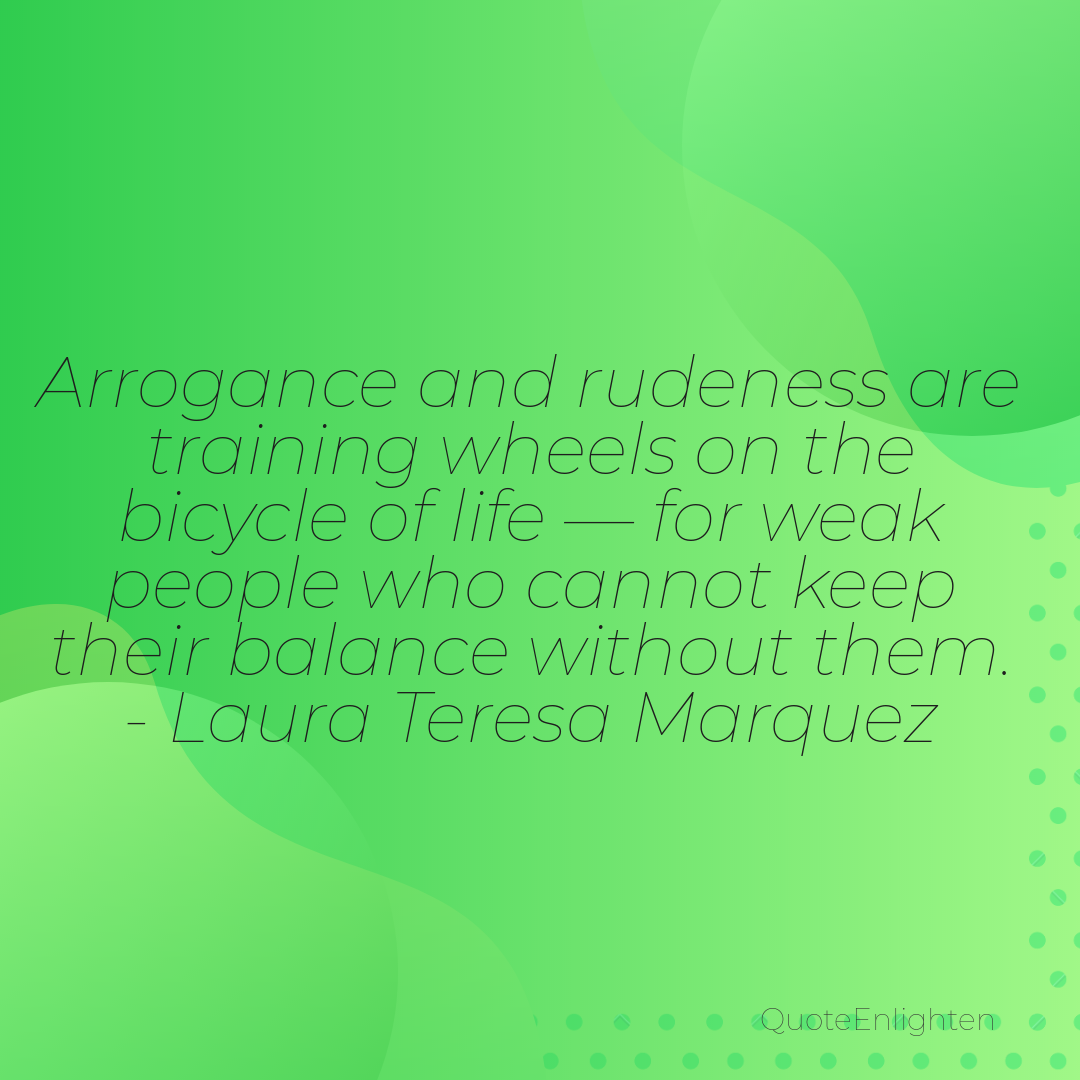 Arrogance and rudeness are
training wheels on the
bicycle of life — for weak
people who cannot keep
their balance without them.
- Laura Teresa Marquez
QuoteEnlighten